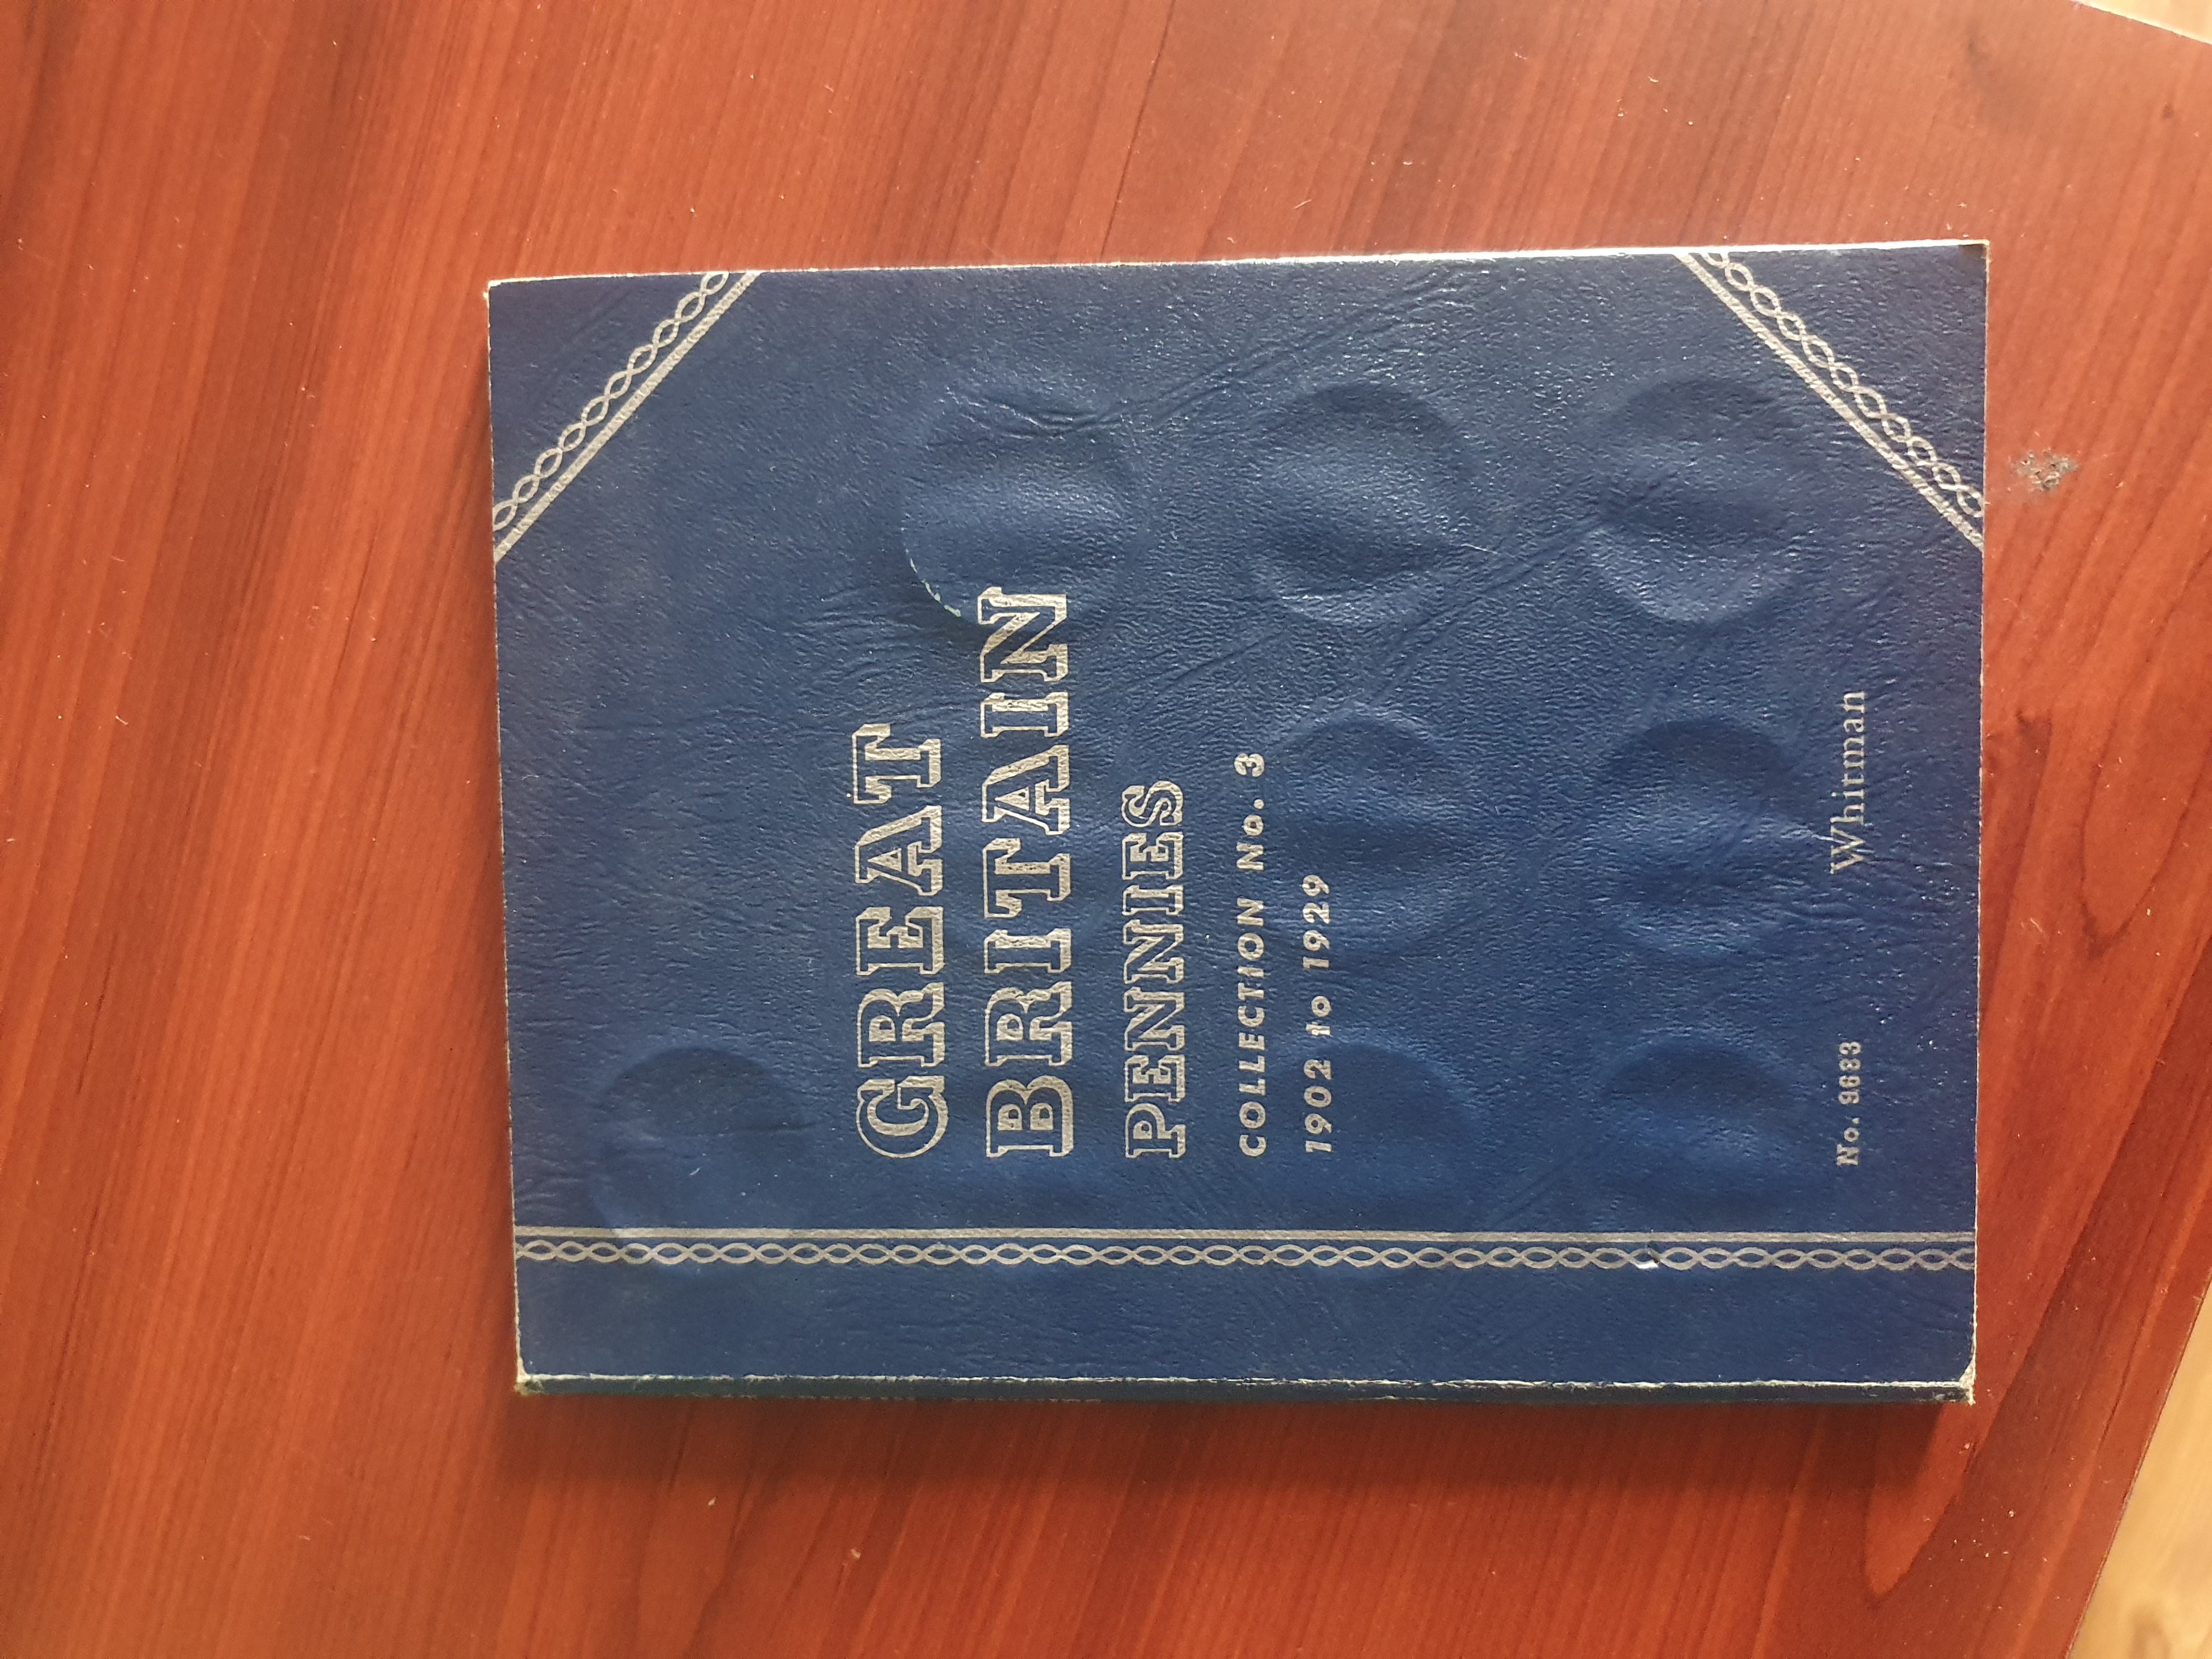 GREAT
BRITAIN
PENNIES
COLLECTION No. 3
1902 to 1929
No. 9683 Whitman